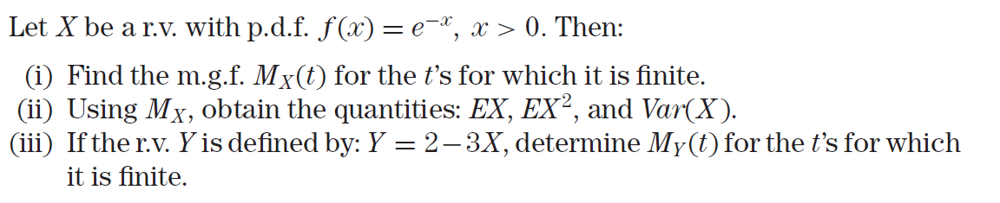 Let X be a r.v. with p.d.f. f(x) = e⁻ˣ, x > 0. Then:
(i) Find the m.g.f. M_X(t) for the t's for which it is finite.
(ii) Using M_X, obtain the quantities: EX, EX², and Var(X).
(iii) If the r.v. Y is defined by: Y = 2−3X, determine M_Y(t) for the t's for which
it is finite.